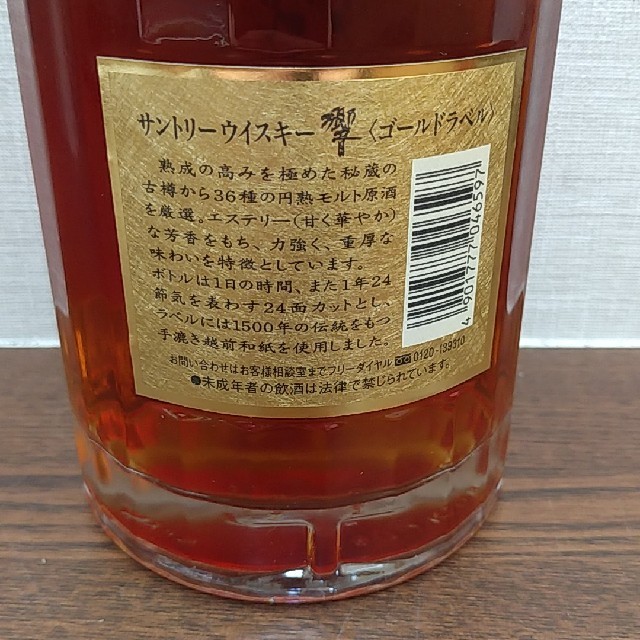 サントリーウイスキー 響〈ゴールドラベル〉
熟成の高みを極めた秘蔵の
古樽から36種の円熟モルト原酒
を厳選。エステリー(甘く華やか)
な芳香をもち、力強く、重厚な
味わいを特徴としています。
ボトルは1日の時間、また1年24
節気を表わす24面カットとし、
ラベルには1500年の伝統をもつ
手漉き越前和紙を使用しました。
お問い合わせはお客様相談室までフリーダイヤル 0120-139310
●未成年者の飲酒は法律で禁じられています。
4 901777 046597